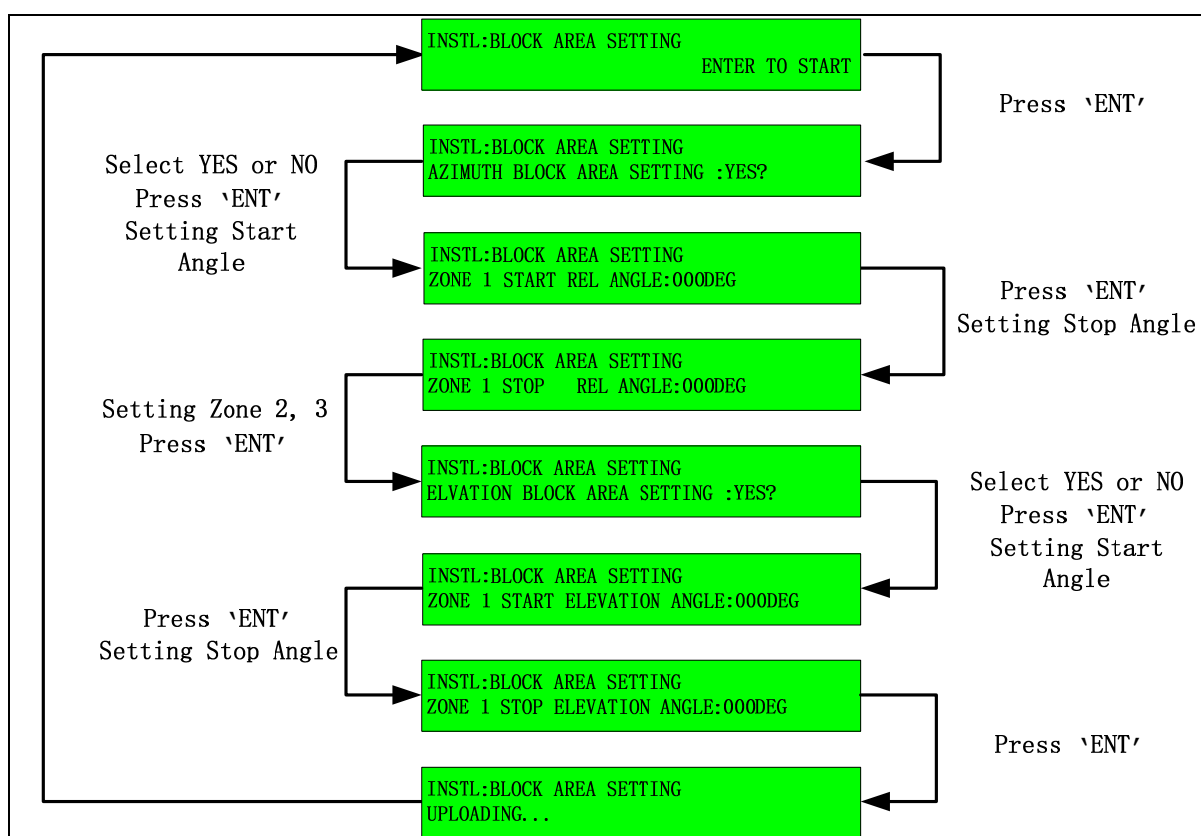 INSTL:BLOCK AREA SETTING
ENTER TO START
Press 'ENT'
INSTL:BLOCK AREA SETTING
AZIMUTH BLOCK AREA SETTING :YES?
Select YES or NO
Press 'ENT'
Setting Start
Angle
INSTL:BLOCK AREA SETTING
ZONE 1 START REL ANGLE:000DEG
Press 'ENT'
Setting Stop Angle
INSTL:BLOCK AREA SETTING
ZONE 1 STOP   REL ANGLE:000DEG
Setting Zone 2, 3
Press 'ENT'
INSTL:BLOCK AREA SETTING
ELVATION BLOCK AREA SETTING :YES?
Select YES or NO
Press 'ENT'
Setting Start
Angle
INSTL:BLOCK AREA SETTING
ZONE 1 START ELEVATION ANGLE:000DEG
Press 'ENT'
Setting Stop Angle
INSTL:BLOCK AREA SETTING
ZONE 1 STOP ELEVATION ANGLE:000DEG
Press 'ENT'
INSTL:BLOCK AREA SETTING
UPLOADING...